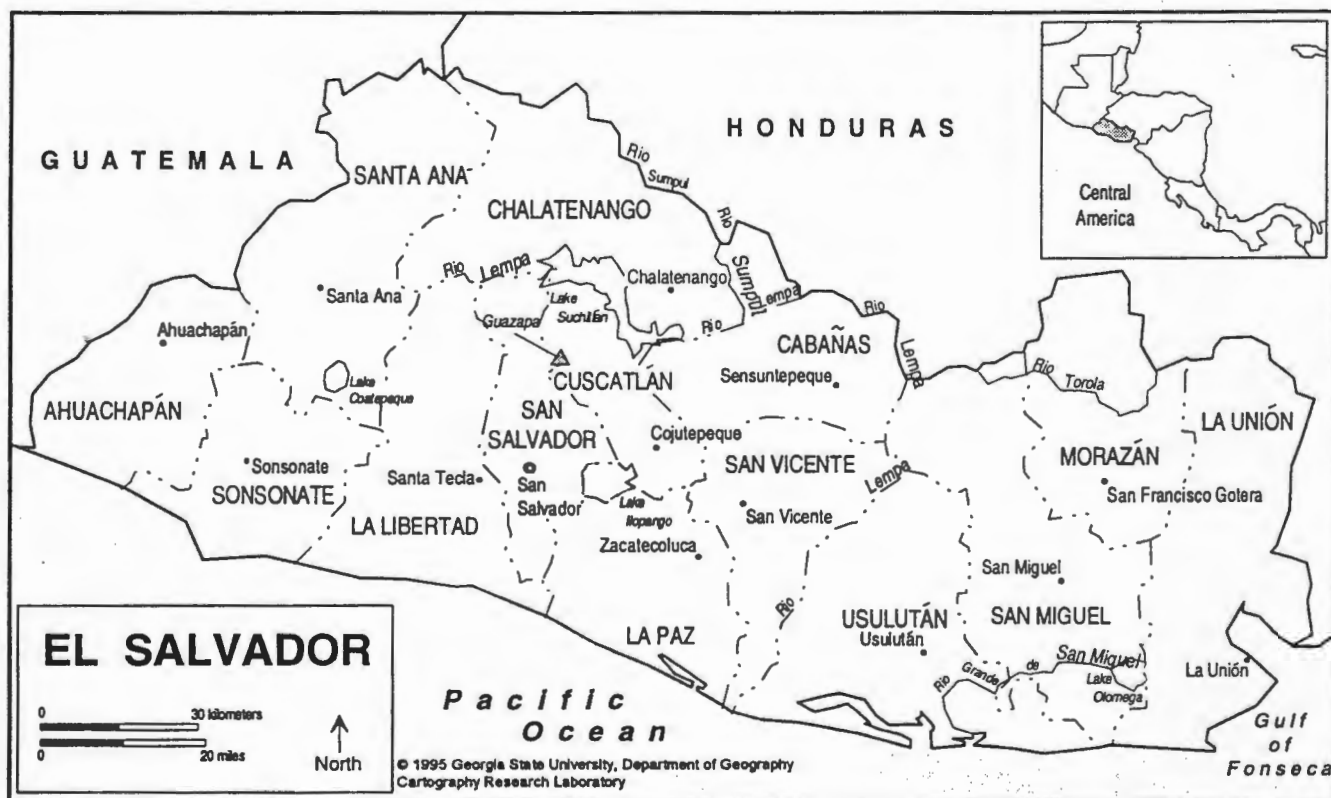 GUATEMALA
HONDURAS
Central
America
SANTA ANA
CHALATENANGO
Rio
Sumpul
Rio
Sumpul
Rio
Lempa
Chalatenango
Lake
Suchitlán
Rio
Lempa
Rio
Lempa
Santa Ana
Guazapa
Ahuachapán
CABAÑAS
Sensuntepeque
CUSCATLÁN
Lake
Coatepeque
AHUACHAPÁN
SAN
SALVADOR
Cojutepeque
Rio
Torola
LA UNIÓN
MORAZÁN
San Francisco Gotera
Sonsonate
SONSONATE
Santa Tecla
San
Salvador
SAN VICENTE
San Vicente
Lempa
Rio
LA LIBERTAD
Lake
Ilopango
Zacatecoluca
San Miguel
SAN MIGUEL
USULUTÁN
Usulután
LA PAZ
Rio
Grande
de
San Miguel
Lake
Olomega
La Unión
EL SALVADOR
0 30 kilometers
0 20 miles
North
Pacific
Ocean
Gulf
of
Fonseca
© 1995 Georgia State University, Department of Geography
Cartography Research Laboratory